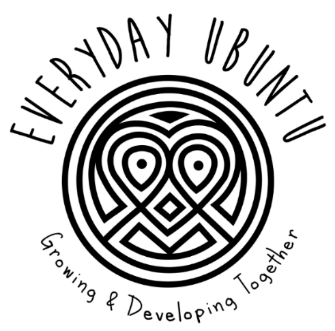 EVERYDAY UBUNTU
Growing & Developing Together